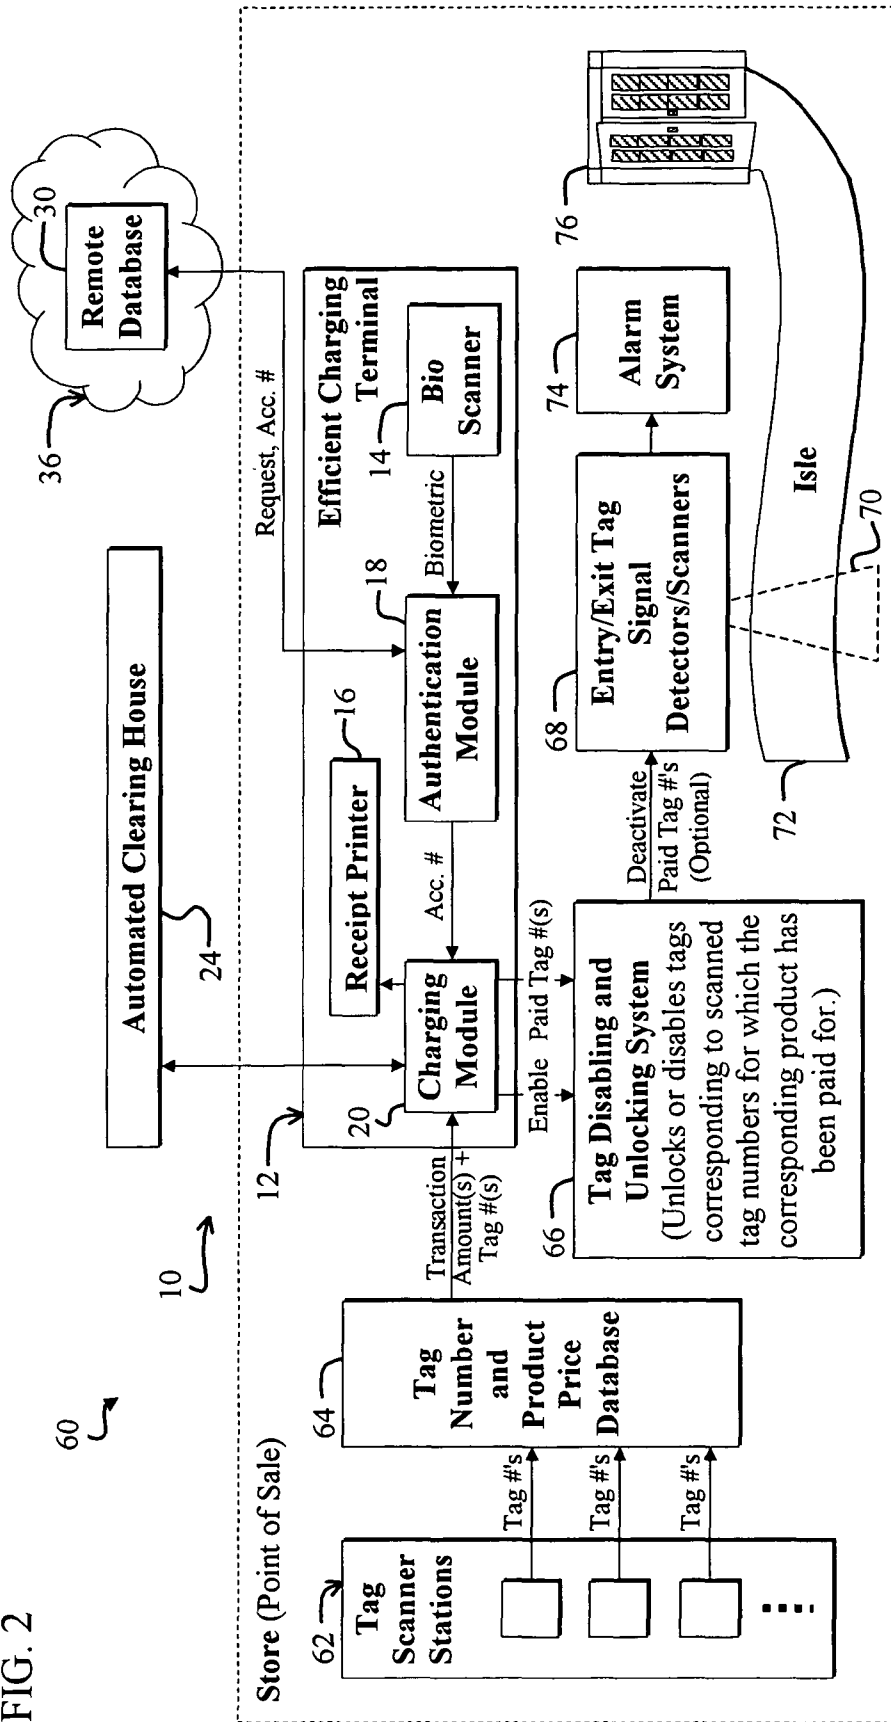 FIG. 2
60
10
36
30
Remote
Database
24
Automated Clearing House
Request, Acc. #
Store (Point of Sale)
12
Efficient Charging
Terminal
16
Receipt Printer
20
Charging
Module
Acc. #
18
Authentication
Module
Biometric
14
Bio
Scanner
62
Tag
Scanner
Stations
Tag #'s
Tag #'s
Tag #'s
64
Tag
Number
and
Product
Price
Database
Transaction
Amount(s) +
Tag #(s)
Enable
Paid Tag #(s)
66
Tag Disabling and
Unlocking System
(Unlocks or disables tags
corresponding to scanned
tag numbers for which the
corresponding product has
been paid for.)
Deactivate
Paid Tag #'s
(Optional)
68
Entry/Exit Tag
Signal
Detectors/Scanners
74
Alarm
System
76
72
Isle
70